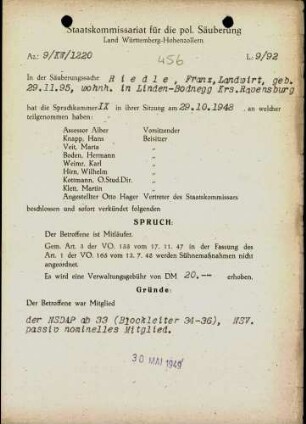 Staatskommissariat für die pol. Säuberung
Land Württemberg-Hohenzollern
Az: 9/XV/1220
456
L: 9/92
In der Säuberungssache Riedle, Franz, Landwirt, geb.
29.11.95, wohnh. in Linden-Bodnegg Krs. Ravensburg
hat die Spruchkammer IX in ihrer Sitzung am 29.10.1948 an welcher
teilgenommen haben:
Assessor Alber Vorsitzender
Knapp, Hans Beisitzer
Veit, Marta "
Boden, Hermann "
Weimr, Karl "
Hirn, Wilhelm "
Kottmann, O.Stud.Dir. "
Klett, Martin "
Angestellter Otto Hager Vertreter des Staatskommissars
beschlossen und sofort verkündet folgenden
SPRUCH:
Der Betroffene ist Mitläufer.
Gem. Art. 3 der VO. 133 vom 17. 11. 47 in der Fassung des
Art. 1 der VO. 165 vom 13. 7. 48 werden Sühnemaßnahmen nicht
angeordnet.
Es wird eine Verwaltungsgebühr von DM 20.-- erhoben.
Gründe:
Der Betroffene war Mitglied
der NSDAP ab 33 (Blockleiter 34-36), NSV.
passiv nominelles Mitglied.
30 MAI 1949